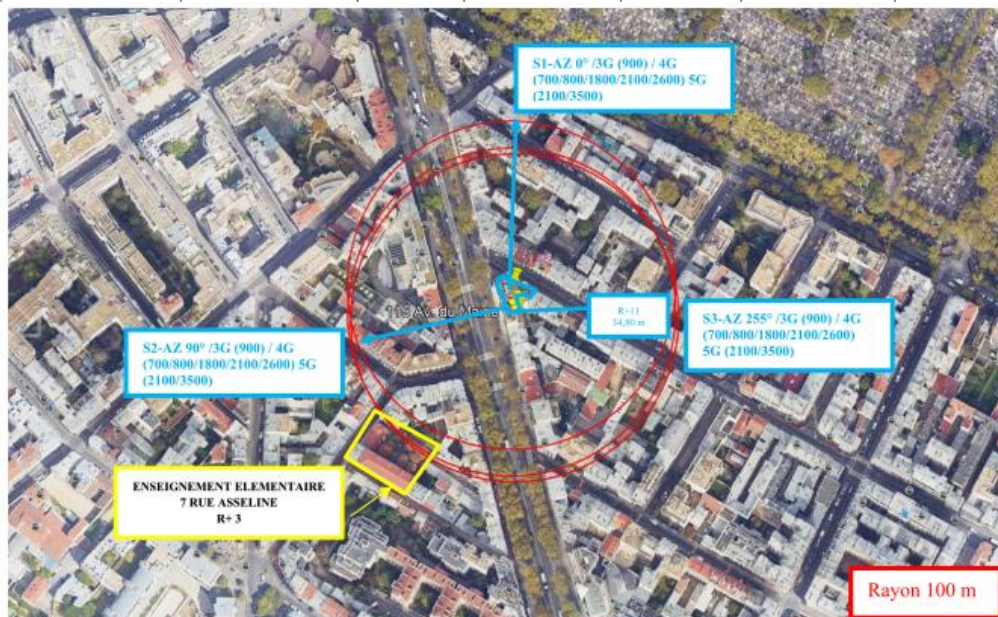 S1-AZ 0° /3G (900) / 4G
(700/800/1800/2100/2600) 5G
(2100/3500)
R+11
34,80 m
S2-AZ 90° /3G (900) / 4G
(700/800/1800/2100/2600) 5G
(2100/3500)
S3-AZ 255° /3G (900) / 4G
(700/800/1800/2100/2600)
5G (2100/3500)
ENSEIGNEMENT ELEMENTAIRE
7 RUE ASSELINE
R+ 3
Rayon 100 m